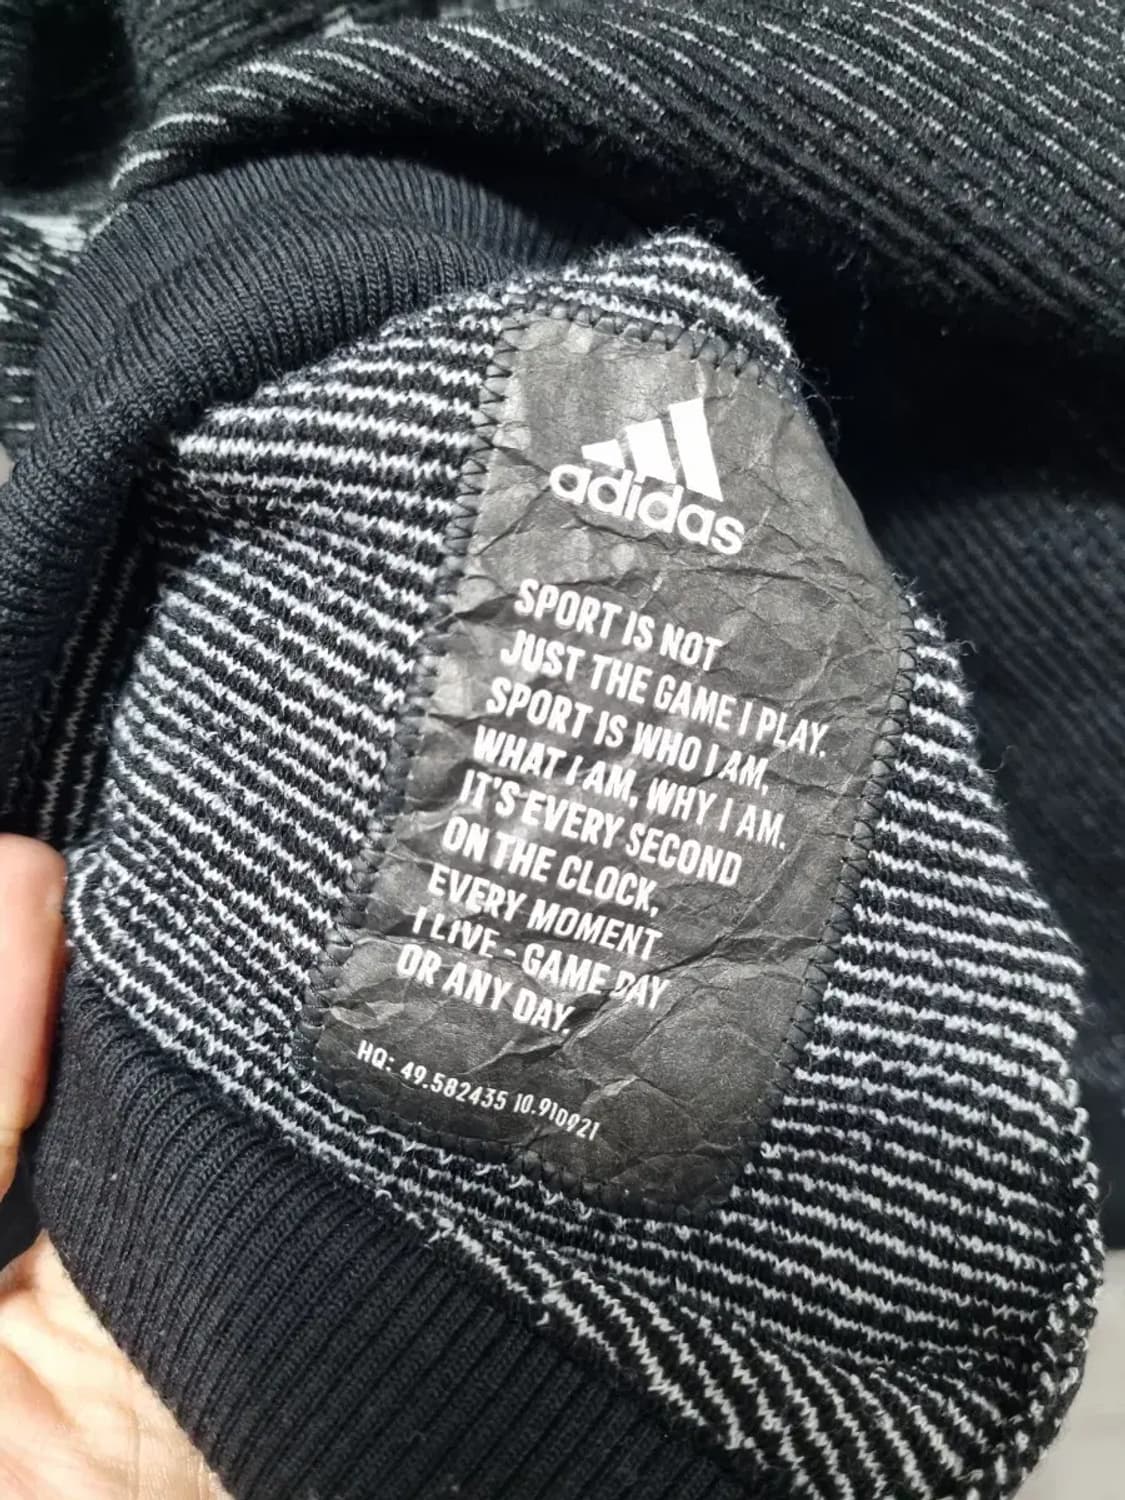 adidas
SPORT IS NOT
JUST THE GAME I PLAY.
SPORT IS WHO I AM,
WHAT I AM, WHY I AM.
IT'S EVERY SECOND
ON THE CLOCK,
EVERY MOMENT
I LIVE - GAME DAY
OR ANY DAY.
HQ: 49.582435 10.910921